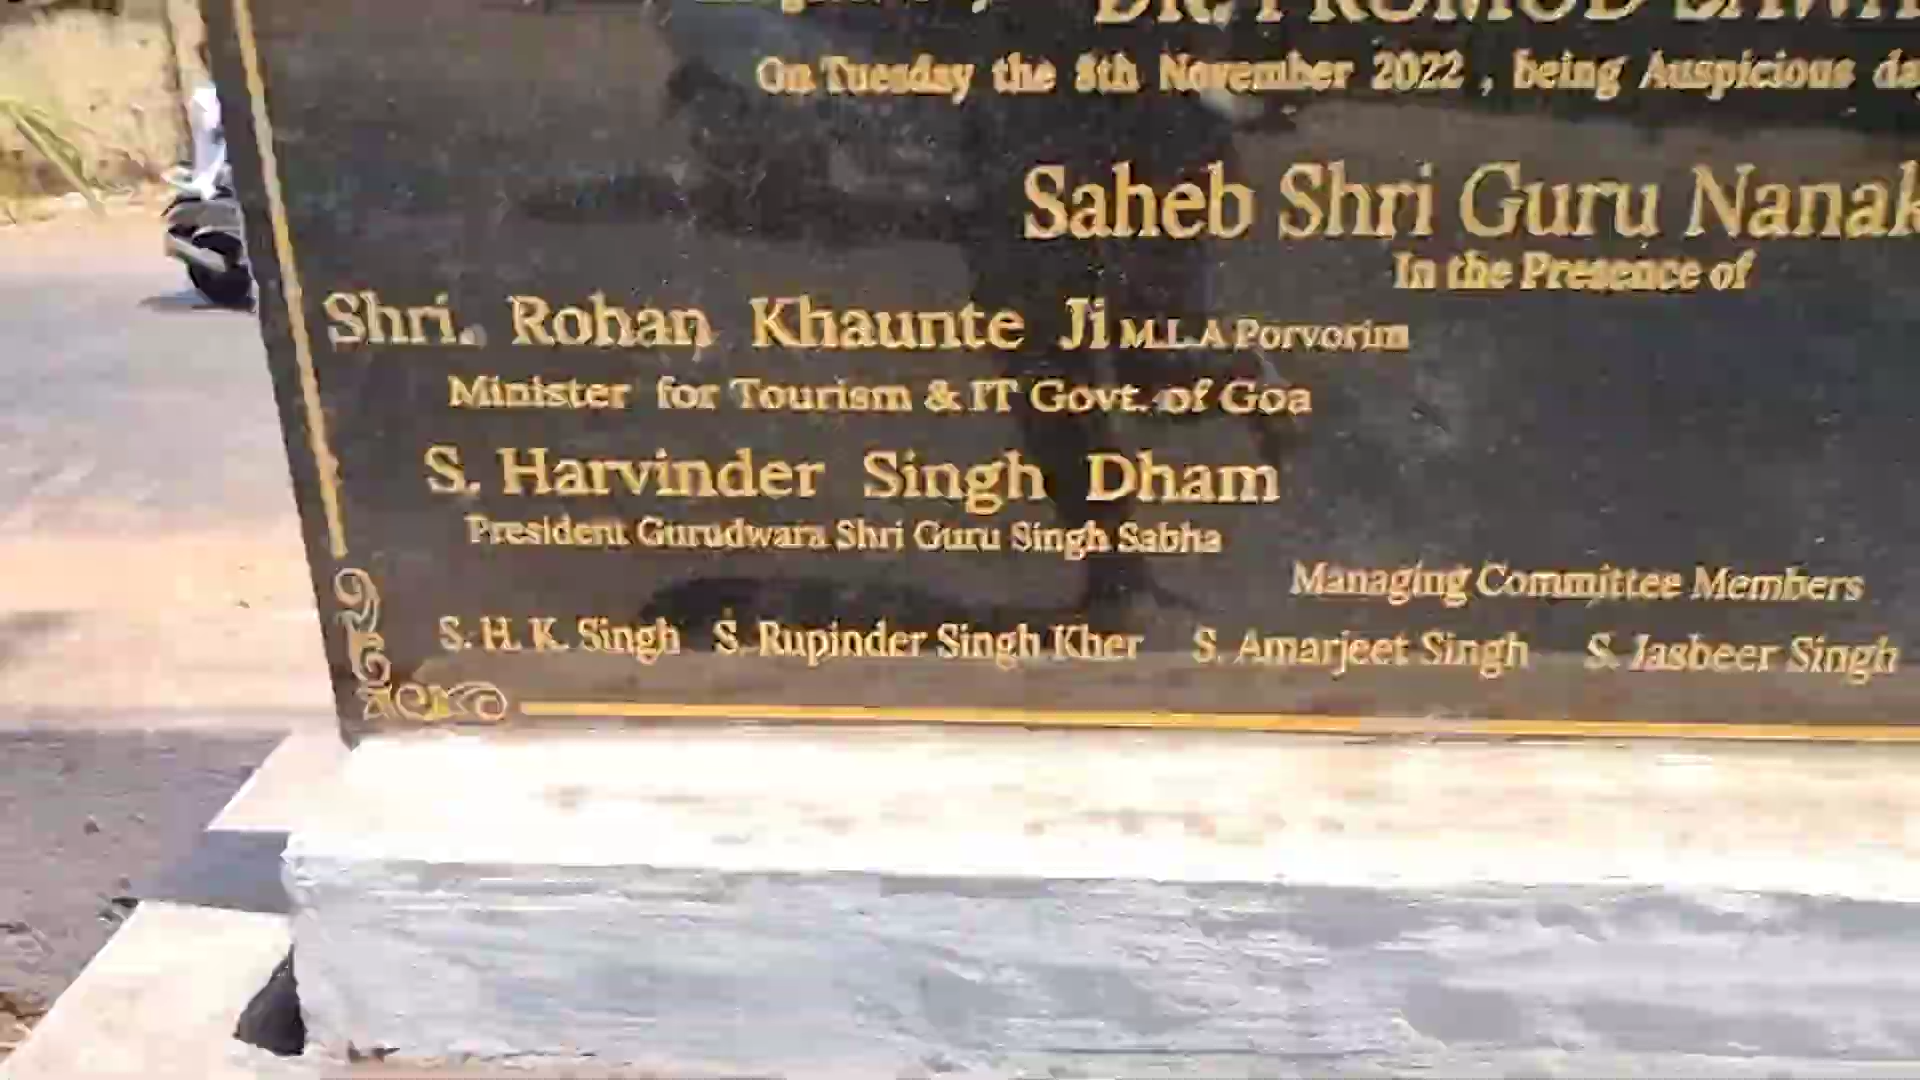 DR. PROMOD SAWA
On Tuesday the 8th November 2022 , being Auspicious da
Saheb Shri Guru Nanak
In the Presence of
Shri. Rohan Khaunte Ji M.L.A Porvorim
Minister for Tourism & IT Govt. of Goa
S. Harvinder Singh Dham
President Gurudwara Shri Guru Singh Sabha
Managing Committee Members
S. H. K. Singh S. Rupinder Singh Kher S. Amarjeet Singh S. Jasbeer Singh